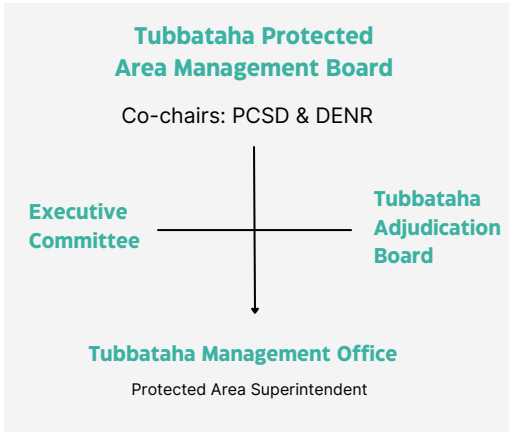 Tubbataha Protected
Area Management Board
Co-chairs: PCSD & DENR
Executive
Committee
Tubbataha
Adjudication
Board
Tubbataha Management Office
Protected Area Superintendent